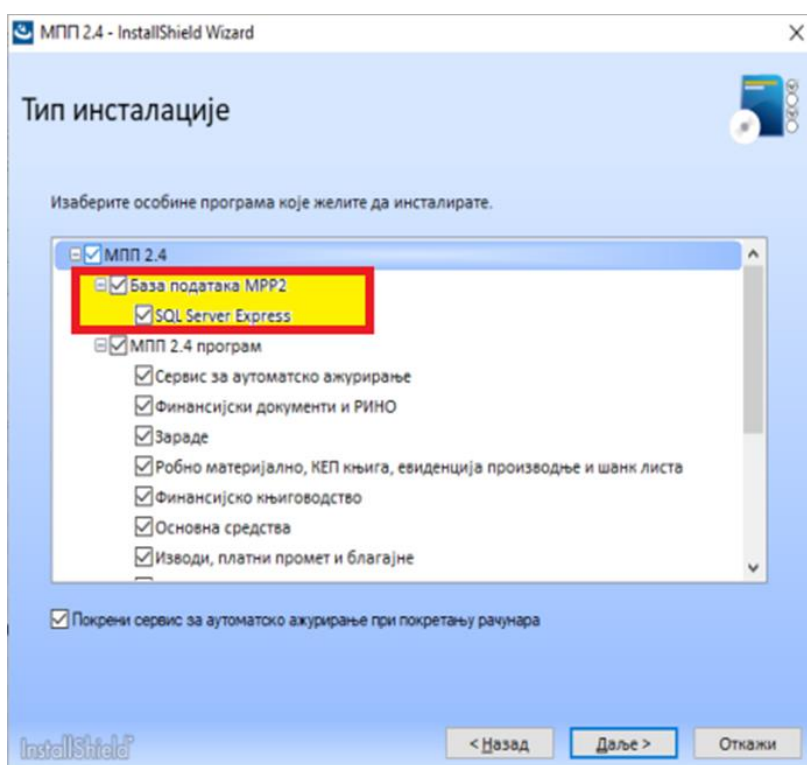 МПП 2.4 - InstallShield Wizard
Тип инсталације
Изаберите особине програма које желите да инсталирате.
МПП 2.4
База података MPP2
SQL Server Express
МПП 2.4 програм
Сервис за аутоматско ажурирање
Финансијски документи и РИНО
Зараде
Робно материјално, КЕП књига, евиденција производње и шанк листа
Финансијско књиговодство
Основна средства
Изводи, платни промет и благајне
Покрени сервис за аутоматско ажурирање при покретању рачунара
InstallShield
< Назад Даље > Откажи